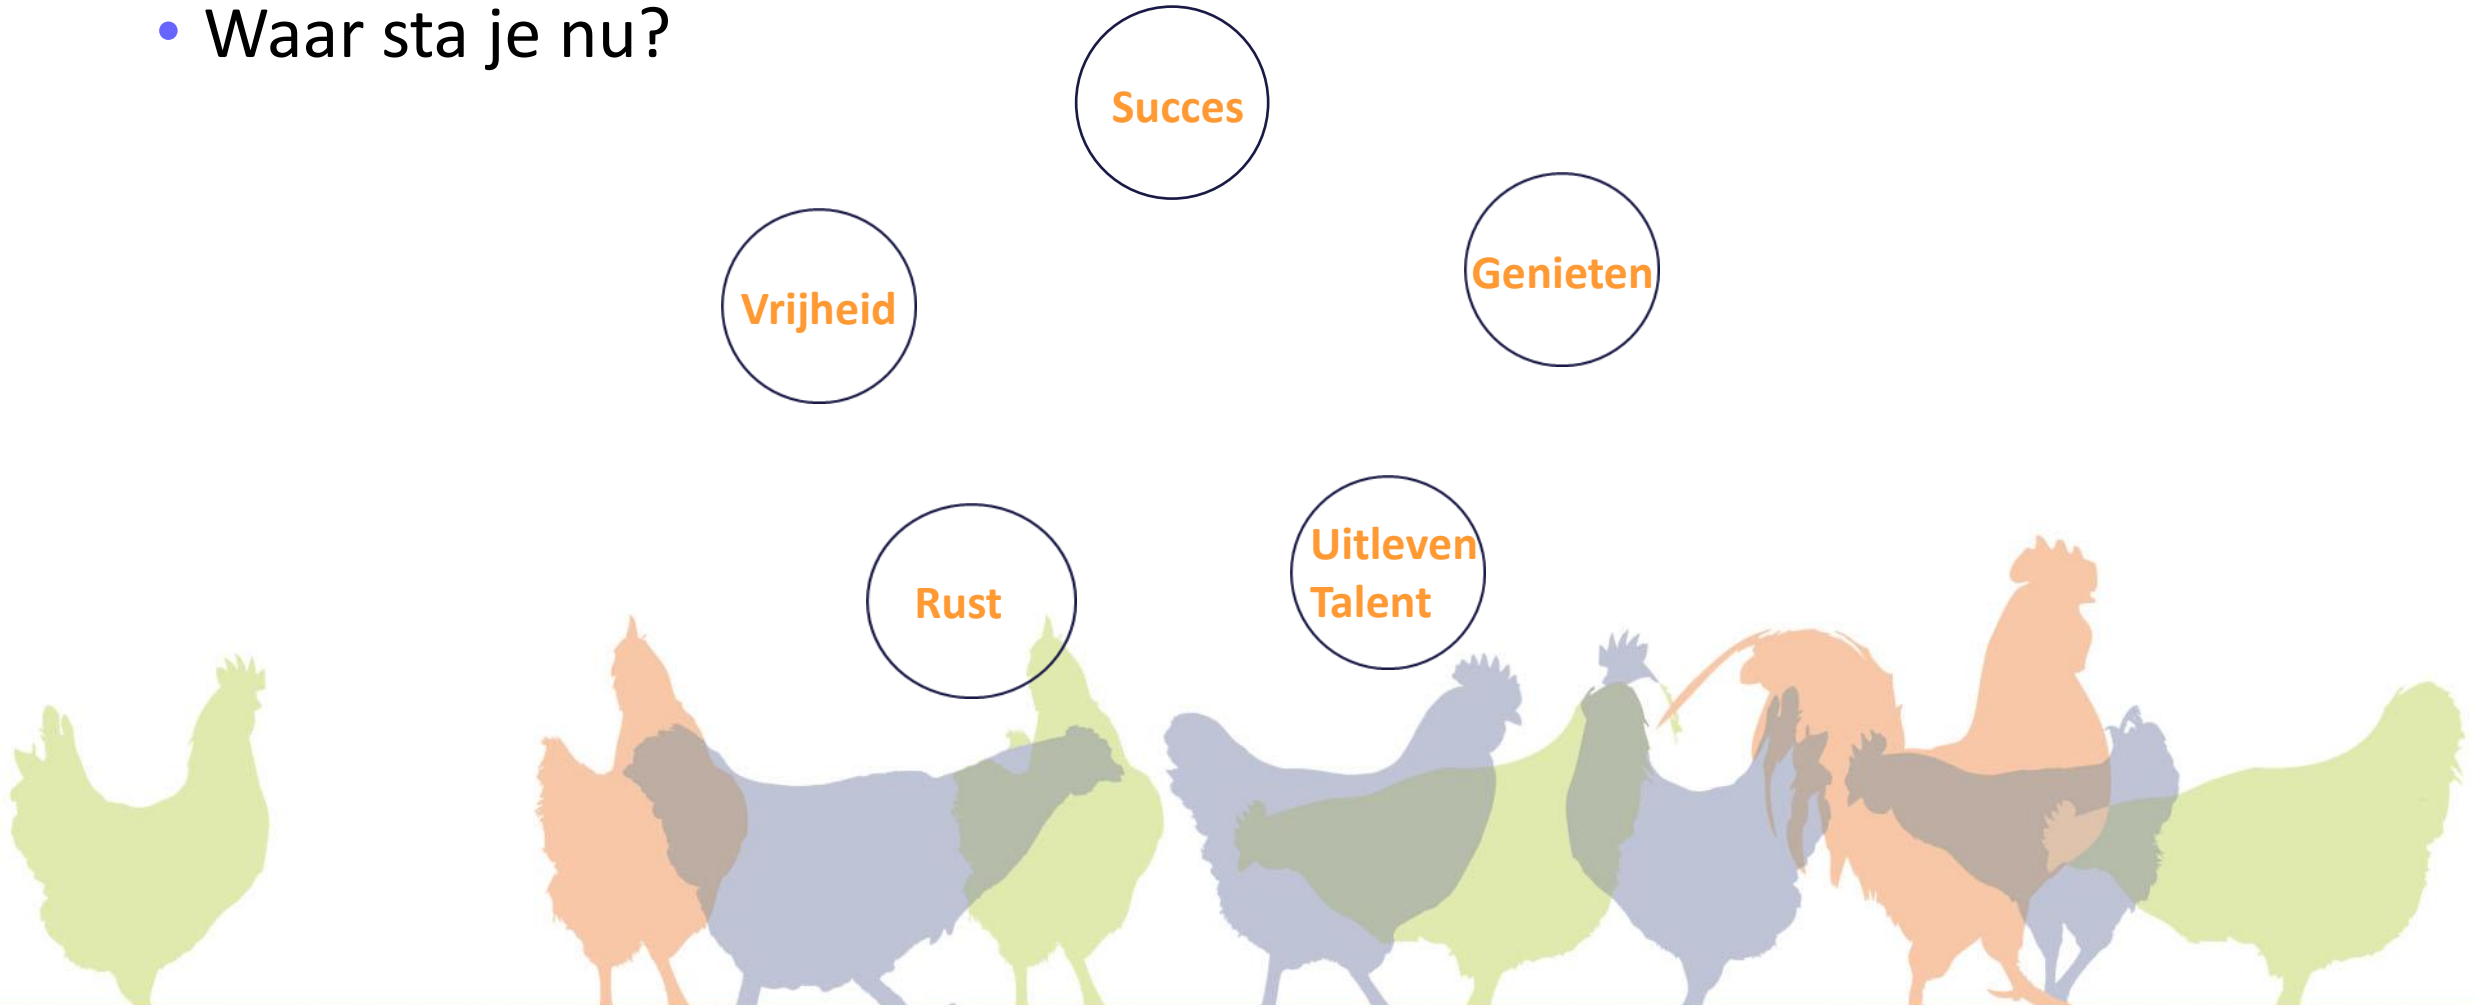 • Waar sta je nu?
Succes
Genieten
Vrijheid
Uitleven
Talent
Rust